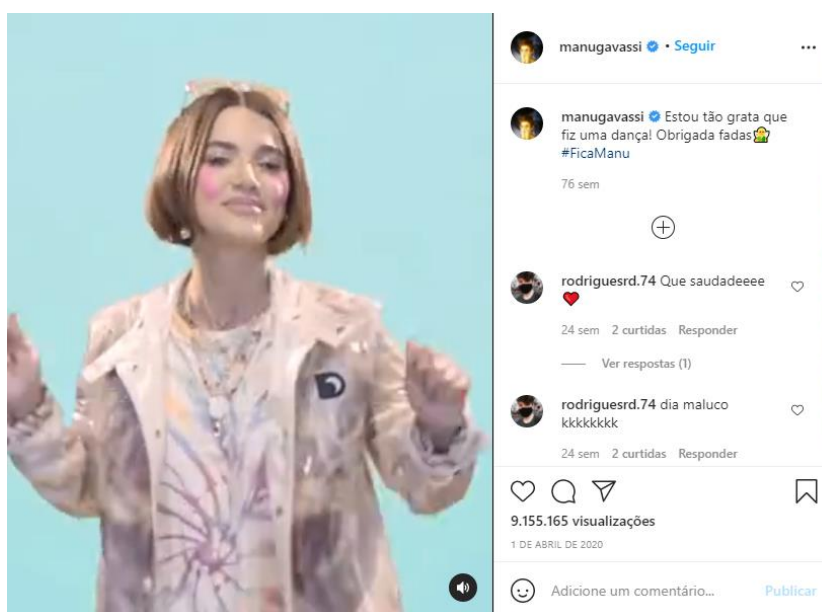 manugavassi • Seguir
manugavassi Estou tão grata que
fiz uma dança! Obrigada fadas🧚
#FicaManu
76 sem
rodriguesrd.74 Que saudadeeee
❤️
24 sem 2 curtidas Responder
Ver respostas (1)
rodriguesrd.74 dia maluco
kkkkkkkk
24 sem 2 curtidas Responder
9.155.165 visualizações
1 DE ABRIL DE 2020
Adicione um comentário... Publicar